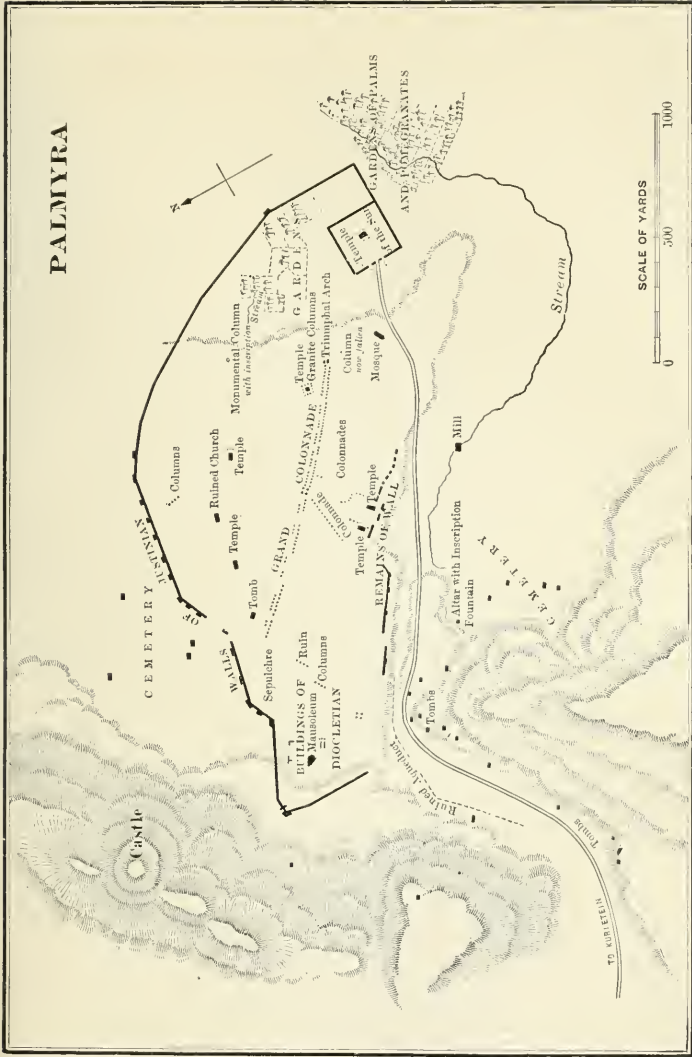 PALMYRA
N
Castle
CEMETERY
WALLS
OF
JUSTINIAN
Columns
Sepulchre
Tomb
Temple
Ruined Church
Temple
Monumental Column
with inscription
Stream
GARDENS
GRAND
COLONNADE
Temple
Granite Columns
Triumphal Arch
Temple
of the Sun
GARDENS OF PALMS
AND POMEGRANATES
BUILDINGS OF
Mausoleum
DIOCLETIAN
Ruin
Columns
Colonnade
Colonnades
Temple
Temple
Column
now fallen
Mosque
REMAINS OF WALL
Ruined Aqueduct
Tombs
Altar with Inscription
Fountain
Mill
Stream
CEMETERY
Tombs
TO KURIETEIN
SCALE OF YARDS
0
500
1000